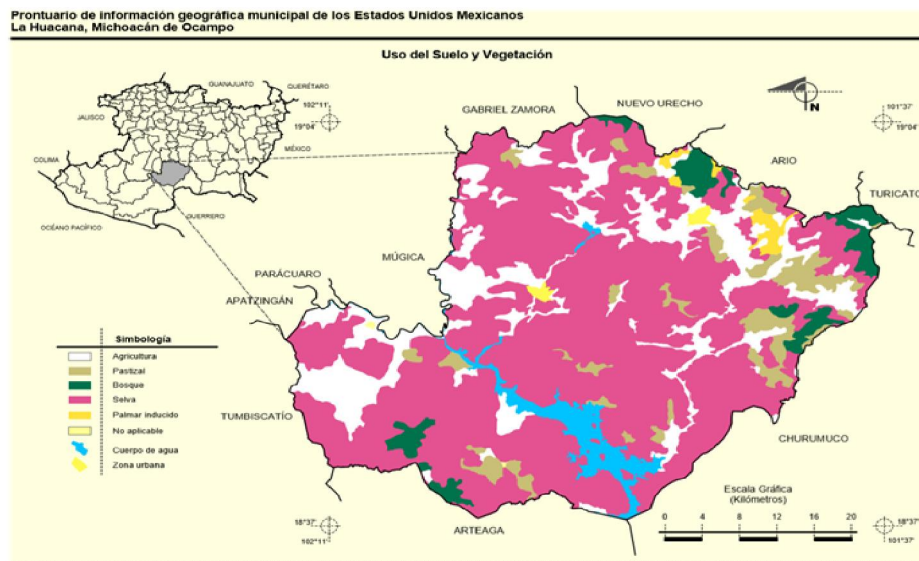 Prontuario de información geográfica municipal de los Estados Unidos Mexicanos
La Huacana, Michoacán de Ocampo
Uso del Suelo y Vegetación
GUANAJUATO
QUERÉTARO
102°11'
19°04'
JALISCO
MÉXICO
COLIMA
GUERRERO
OCÉANO PACÍFICO
GABRIEL ZAMORA
NUEVO URECHO
N
101°37'
19°04'
ARIO
TURICATO
MÚGICA
PARÁCUARO
APATZINGÁN
TUMBISCATÍO
ARTEAGA
CHURUMUCO
Simbología
Agricultura
Pastizal
Bosque
Selva
Palmar inducido
No aplicable
Cuerpo de agua
Zona urbana
Escala Gráfica
(Kilómetros)
0 4 8 12 16 20
18°37'
102°11'
18°37'
101°37'